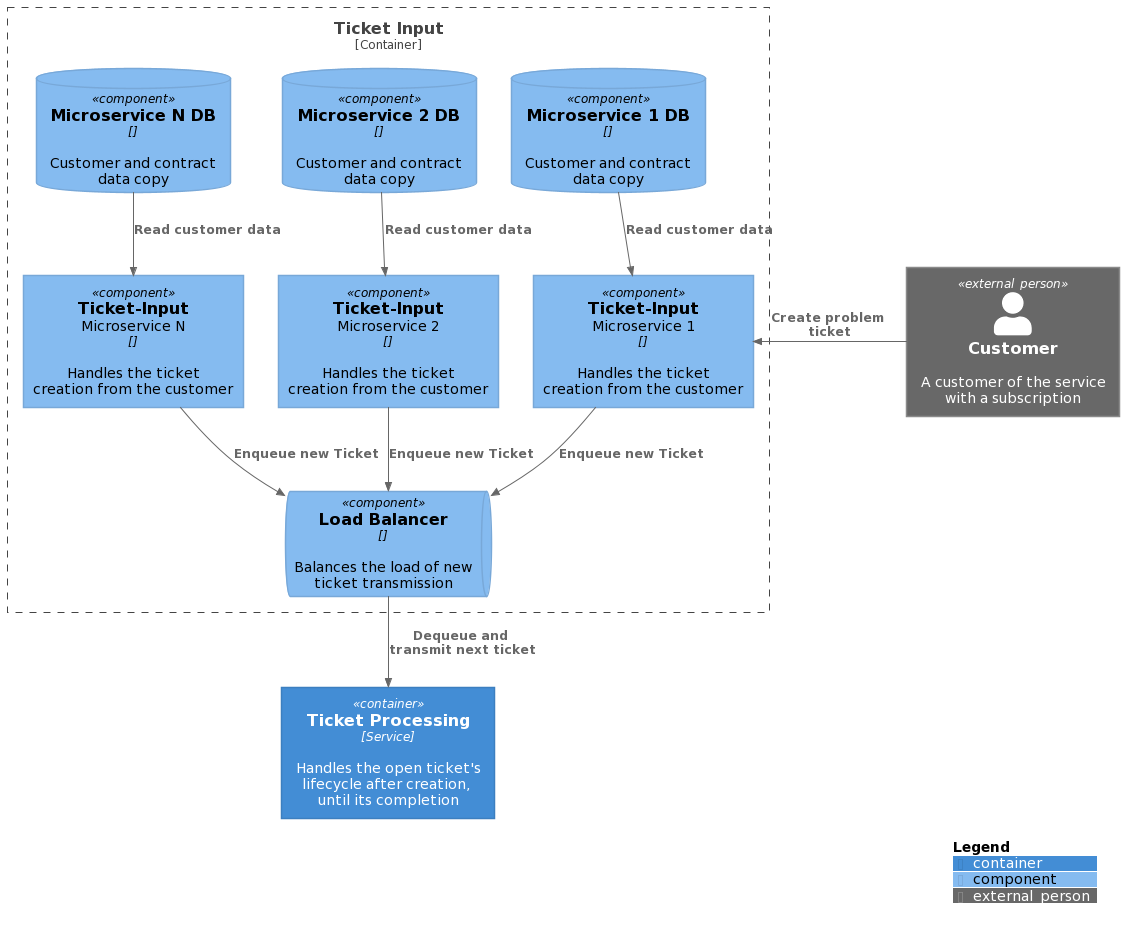 Ticket Input
[Container]
«component»
Microservice N DB
[]
Customer and contract
data copy
«component»
Microservice 2 DB
[]
Customer and contract
data copy
«component»
Microservice 1 DB
[]
Customer and contract
data copy
Read customer data
Read customer data
Read customer data
«component»
Ticket-Input
Microservice N
[]
Handles the ticket
creation from the customer
«component»
Ticket-Input
Microservice 2
[]
Handles the ticket
creation from the customer
«component»
Ticket-Input
Microservice 1
[]
Handles the ticket
creation from the customer
Create problem
ticket
«external person»
Customer
A customer of the service
with a subscription
Enqueue new Ticket
Enqueue new Ticket
Enqueue new Ticket
«component»
Load Balancer
[]
Balances the load of new
ticket transmission
Dequeue and
transmit next ticket
«container»
Ticket Processing
[Service]
Handles the open ticket's
lifecycle after creation,
until its completion
Legend
container
component
external person